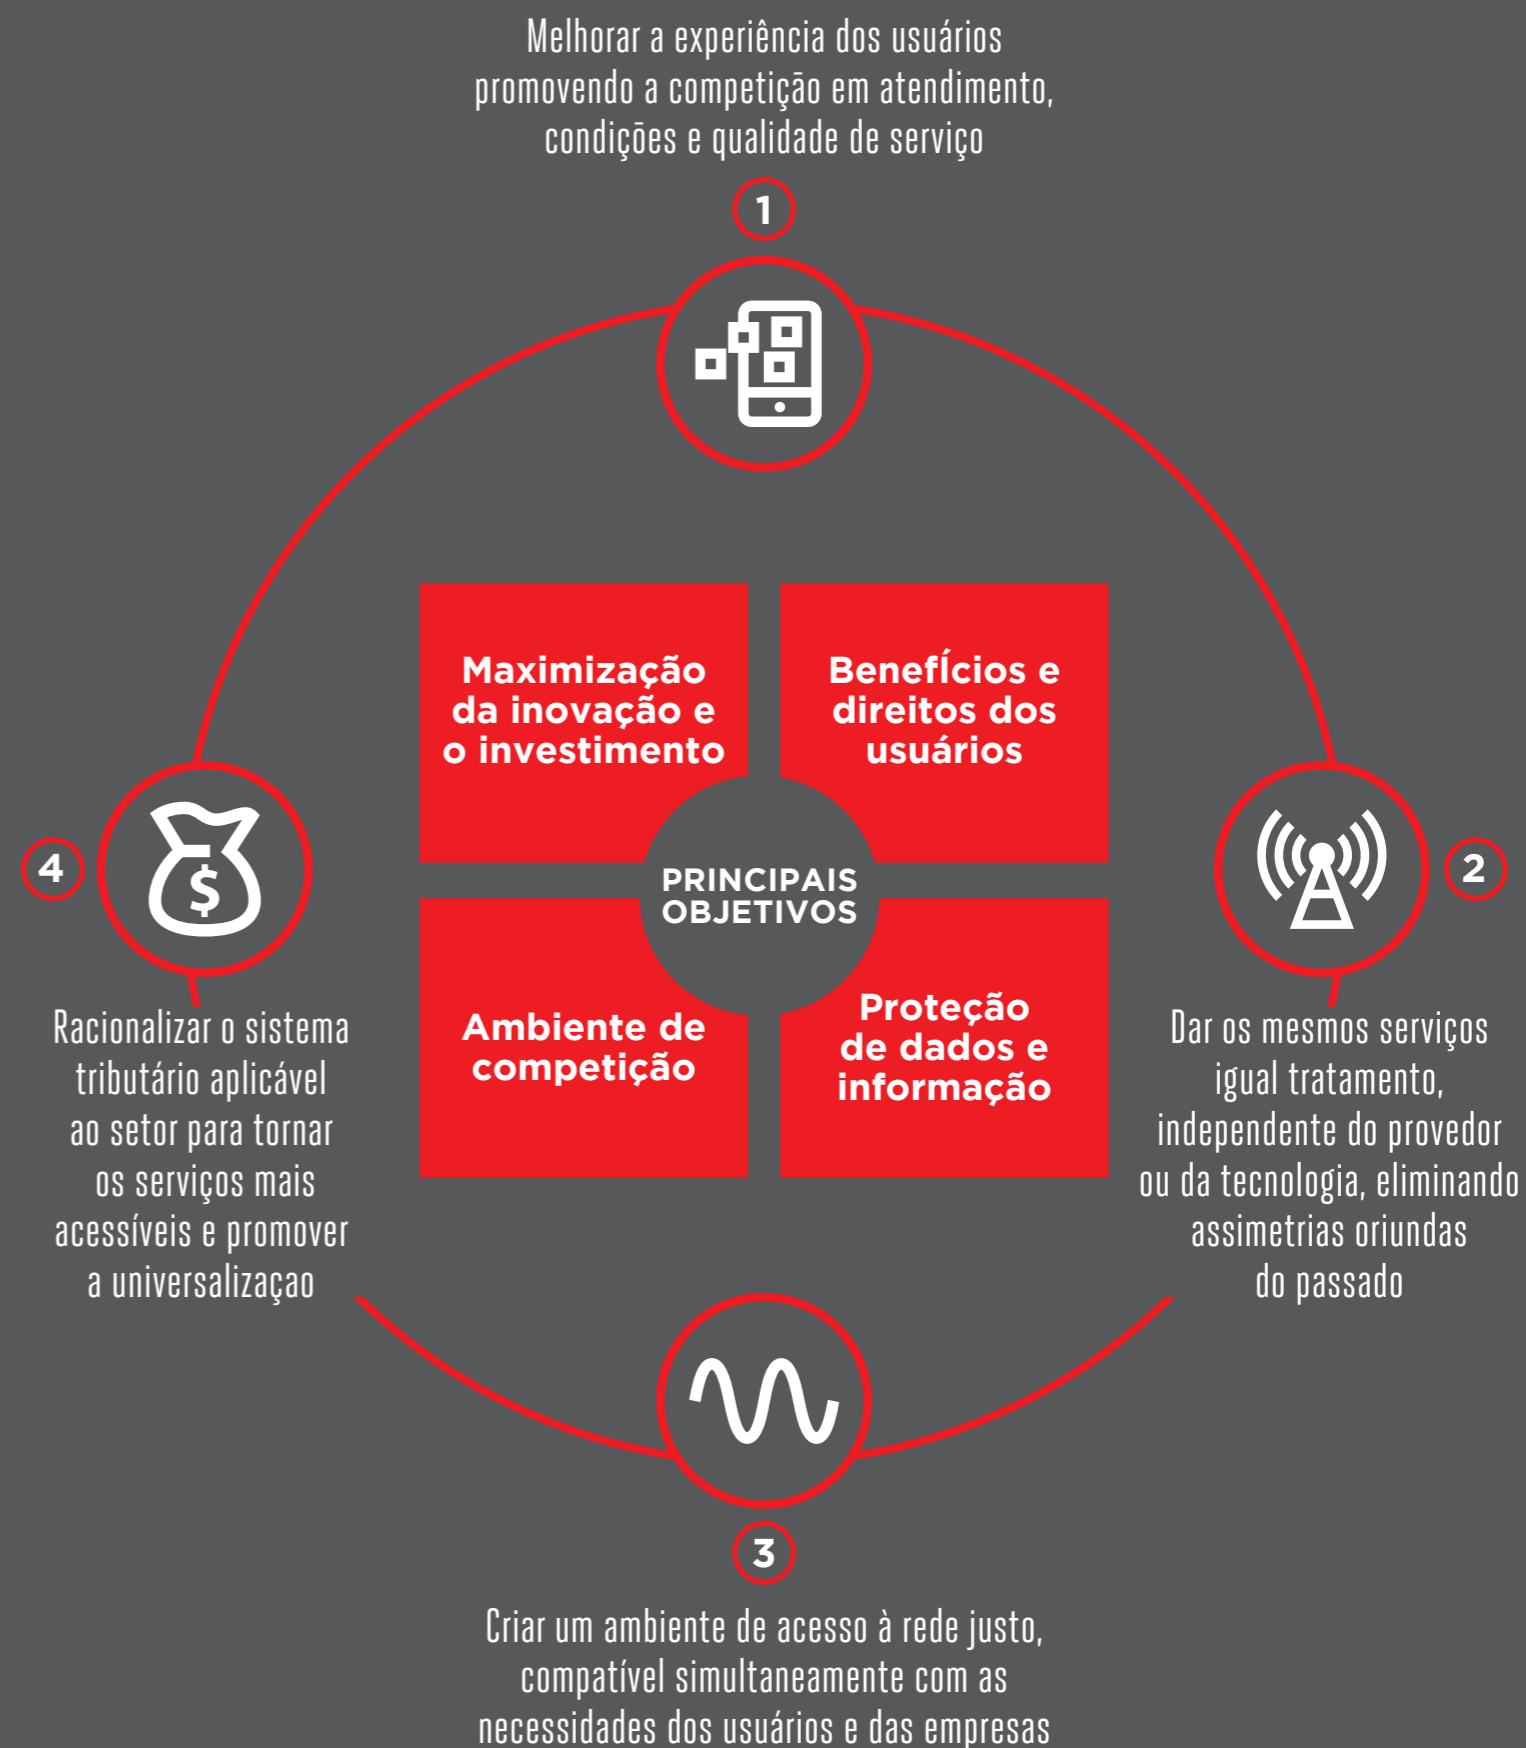 Melhorar a experiência dos usuários
promovendo a competição em atendimento,
condições e qualidade de serviço
1
Maximização
da inovação e
o investimento
BenefÍcios e
direitos dos
usuários
PRINCIPAIS
OBJETIVOS
Ambiente de
competição
Proteção
de dados e
informação
2
Dar os mesmos serviços
igual tratamento,
independente do provedor
ou da tecnologia, eliminando
assimetrias oriundas
do passado
3
Criar um ambiente de acesso à rede justo,
compatível simultaneamente com as
necessidades dos usuários e das empresas
4
$
Racionalizar o sistema
tributário aplicável
ao setor para tornar
os serviços mais
acessíveis e promover
a universalizaçao